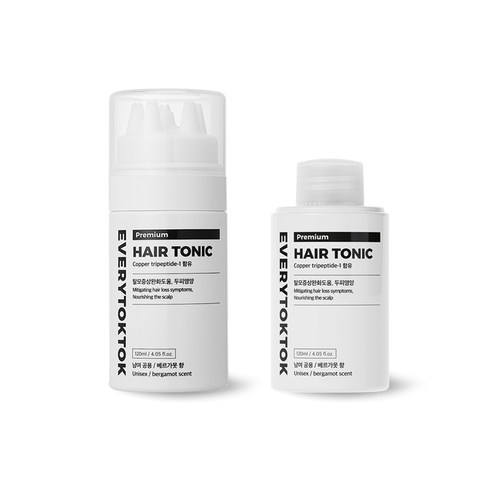 EVERYTOKTOK
Premium
HAIR TONIC
Copper tripeptide-1 함유
탈모증상완화도움, 두피영양
Mitigating hair loss symptoms,
Nourishing the scalp
120ml / 4.05 fl.oz.
남여 공용 / 베르가못 향
Unisex / bergamot scent
EVERYTOKTOK
Premium
HAIR TONIC
Copper tripeptide-1 함유
탈모증상완화도움, 두피영양
Mitigating hair loss symptoms,
Nourishing the scalp
120ml / 4.05 fl.oz.
남여 공용 / 베르가못 향
Unisex / bergamot scent